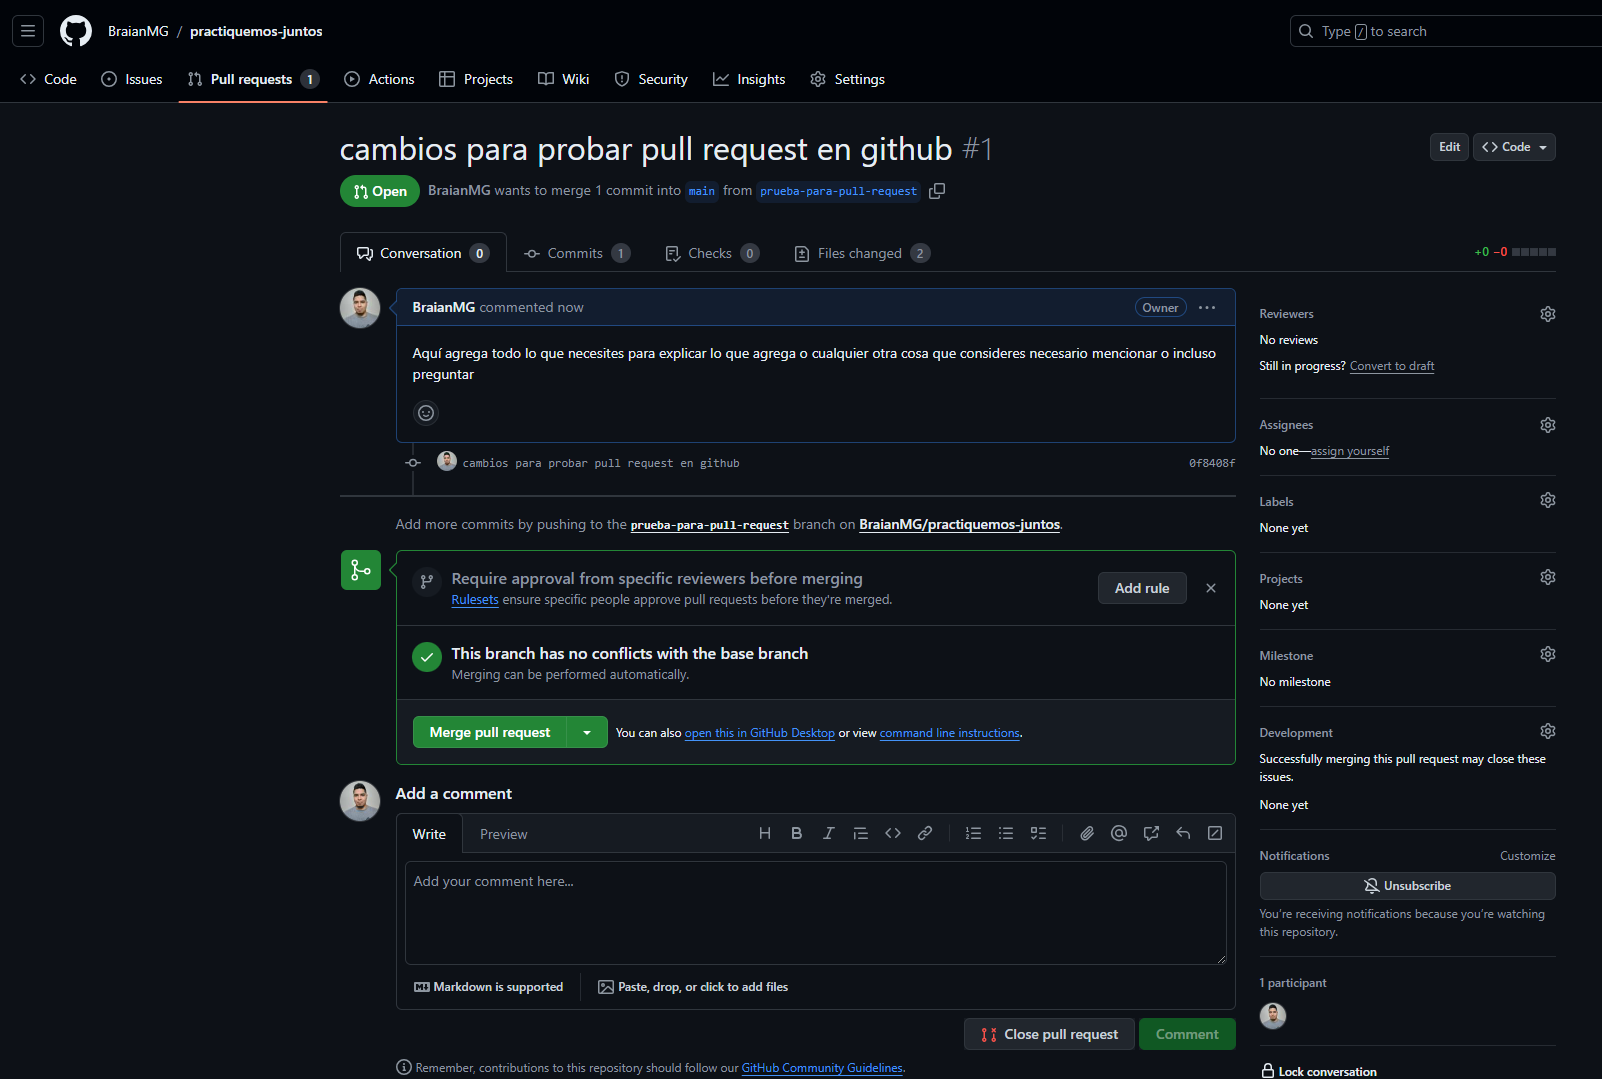 BraianMG / practiquemos-juntos
Type / to search
Code Issues Pull requests 1 Actions Projects Wiki Security Insights Settings
cambios para probar pull request en github #1
Edit Code
Open BraianMG wants to merge 1 commit into main from prueba-para-pull-request
Conversation 0 Commits 1 Checks 0 Files changed 2
+0 −0
BraianMG commented now
Owner
Aquí agrega todo lo que necesites para explicar lo que agrega o cualquier otra cosa que consideres necesario mencionar o incluso
preguntar
cambios para probar pull request en github
0f8408f
Add more commits by pushing to the prueba-para-pull-request branch on BraianMG/practiquemos-juntos.
Require approval from specific reviewers before merging
Rulesets ensure specific people approve pull requests before they're merged.
Add rule
This branch has no conflicts with the base branch
Merging can be performed automatically.
Merge pull request You can also open this in GitHub Desktop or view command line instructions.
Add a comment
Write Preview
H B I
Add your comment here...
Markdown is supported
Paste, drop, or click to add files
Close pull request Comment
Remember, contributions to this repository should follow our GitHub Community Guidelines.
Reviewers
No reviews
Still in progress? Convert to draft
Assignees
No one—assign yourself
Labels
None yet
Projects
None yet
Milestone
No milestone
Development
Successfully merging this pull request may close these
issues.
None yet
Notifications Customize
Unsubscribe
You're receiving notifications because you're watching
this repository.
1 participant
Lock conversation